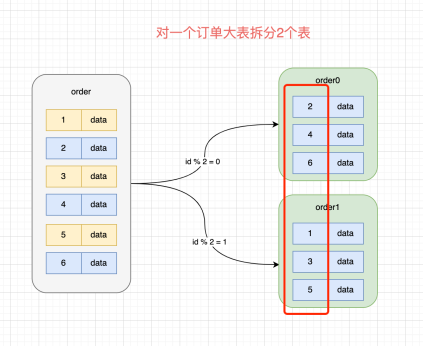 对一个订单大表拆分2个表
order
1 data
2 data
3 data
4 data
5 data
6 data
id % 2 = 0
id % 2 = 1
order0
2 data
4 data
6 data
order1
1 data
3 data
5 data